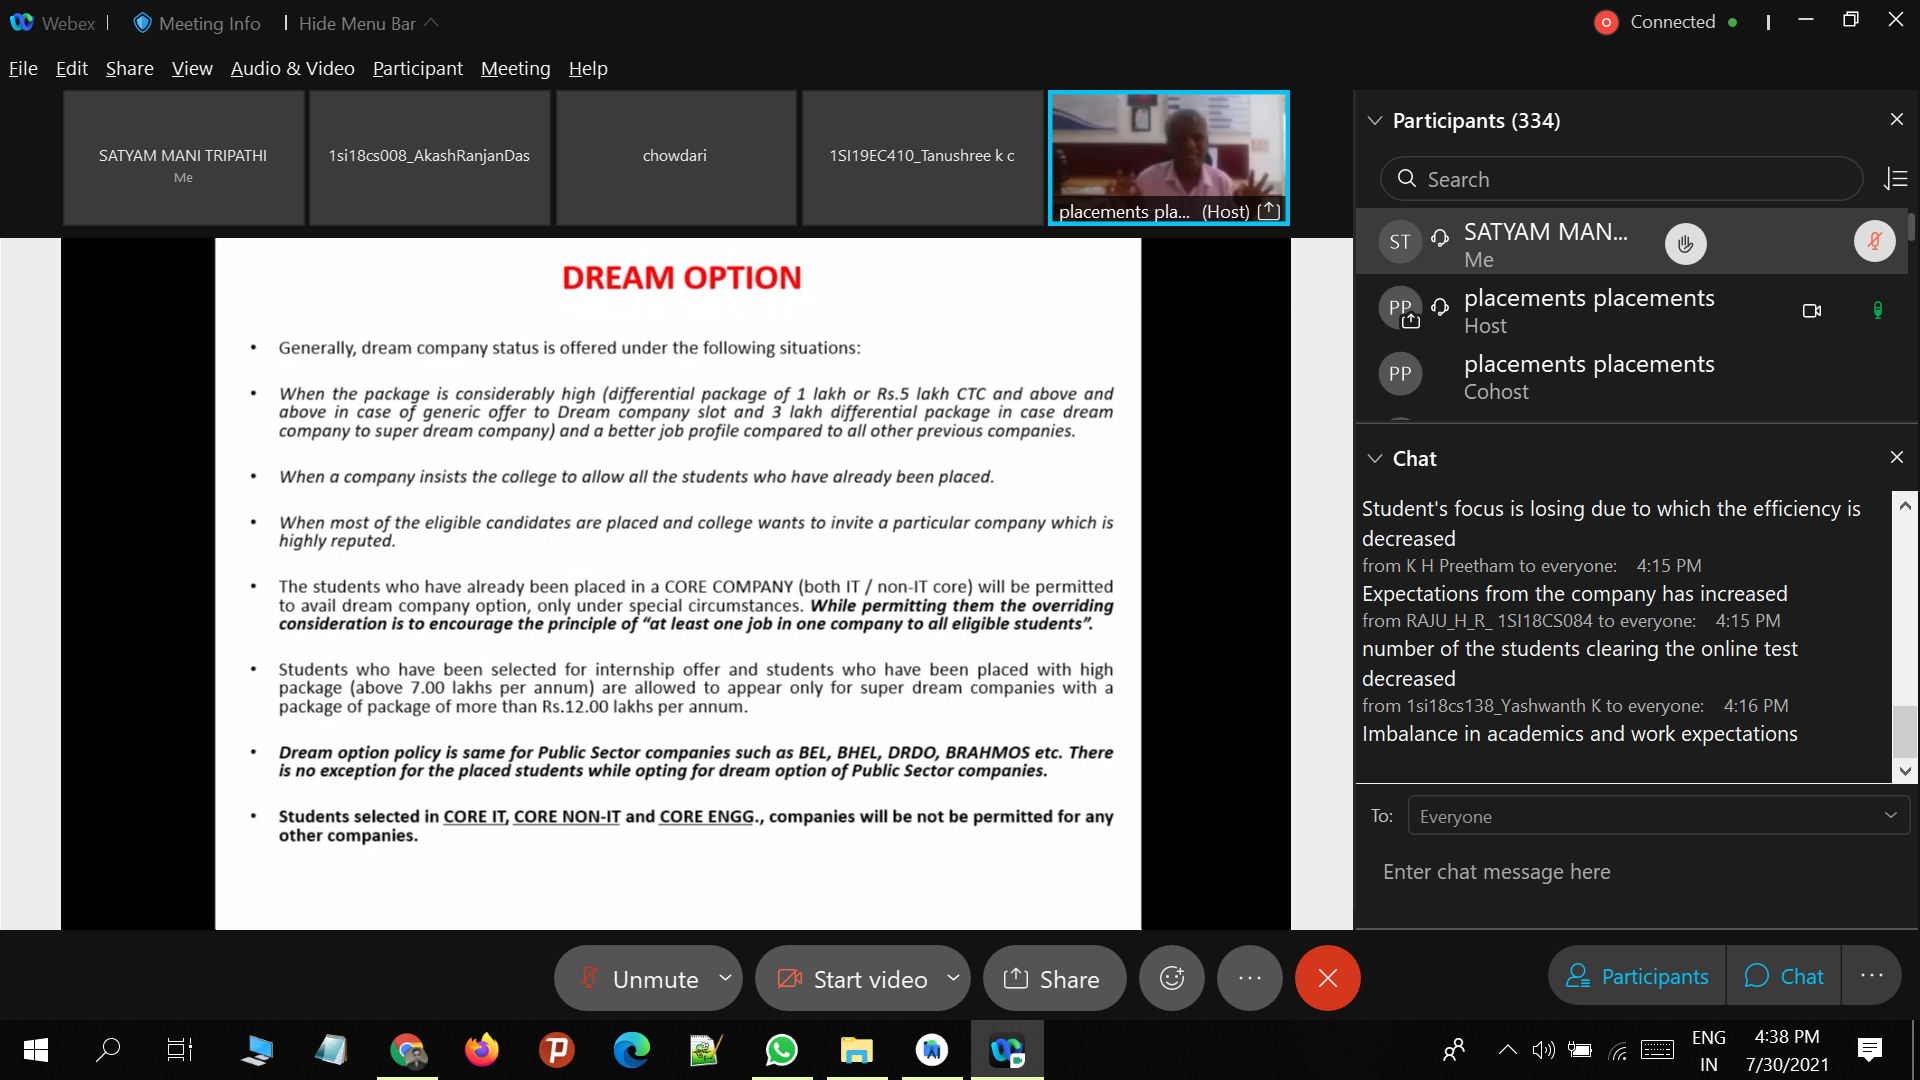 Webex
Meeting Info
Hide Menu Bar
Connected
File Edit Share View Audio & Video Participant Meeting Help
SATYAM MANI TRIPATHI
Me
1si18cs008_AkashRanjanDas
chowdari
1SI19EC410_Tanushree k c
placements pla... (Host)
DREAM OPTION
• Generally, dream company status is offered under the following situations:
• When the package is considerably high (differential package of 1 lakh or Rs.5 lakh CTC and above and
above in case of generic offer to Dream company slot and 3 lakh differential package in case dream
company to super dream company) and a better job profile compared to all other previous companies.
• When a company insists the college to allow all the students who have already been placed.
• When most of the eligible candidates are placed and college wants to invite a particular company which is
highly reputed.
• The students who have already been placed in a CORE COMPANY (both IT / non-IT core) will be permitted
to avail dream company option, only under special circumstances. While permitting them the overriding
consideration is to encourage the principle of “at least one job in one company to all eligible students”.
• Students who have been selected for internship offer and students who have been placed with high
package (above 7.00 lakhs per annum) are allowed to appear only for super dream companies with a
package of package of more than Rs.12.00 lakhs per annum.
• Dream option policy is same for Public Sector companies such as BEL, BHEL, DRDO, BRAHMOS etc. There
is no exception for the placed students while opting for dream option of Public Sector companies.
• Students selected in CORE IT, CORE NON-IT and CORE ENGG., companies will be not be permitted for any
other companies.
Participants (334)
Search
ST
SATYAM MAN...
Me
PP
placements placements
Host
PP
placements placements
Cohost
Chat
Student's focus is losing due to which the efficiency is
decreased
from K H Preetham to everyone: 4:15 PM
Expectations from the company has increased
from RAJU_H_R_ 1SI18CS084 to everyone: 4:15 PM
number of the students clearing the online test
decreased
from 1si18cs138_Yashwanth K to everyone: 4:16 PM
Imbalance in academics and work expectations
To: Everyone
Enter chat message here
Unmute
Start video
Share
Participants
Chat
ENG
IN
4:38 PM
7/30/2021